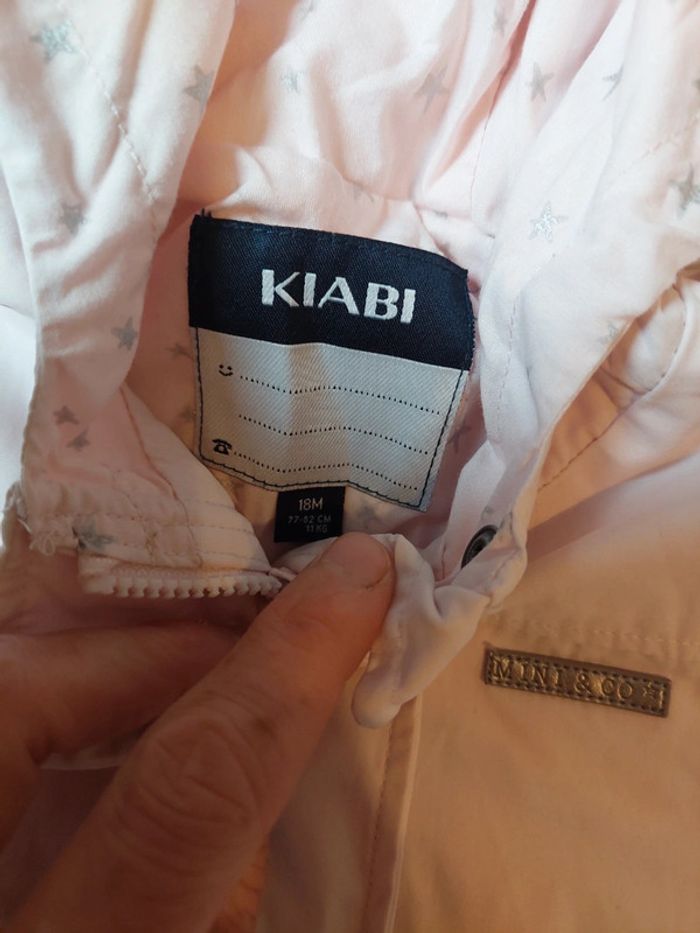 KIABI
18M
77-82 CM
11 KG
MINI & CO